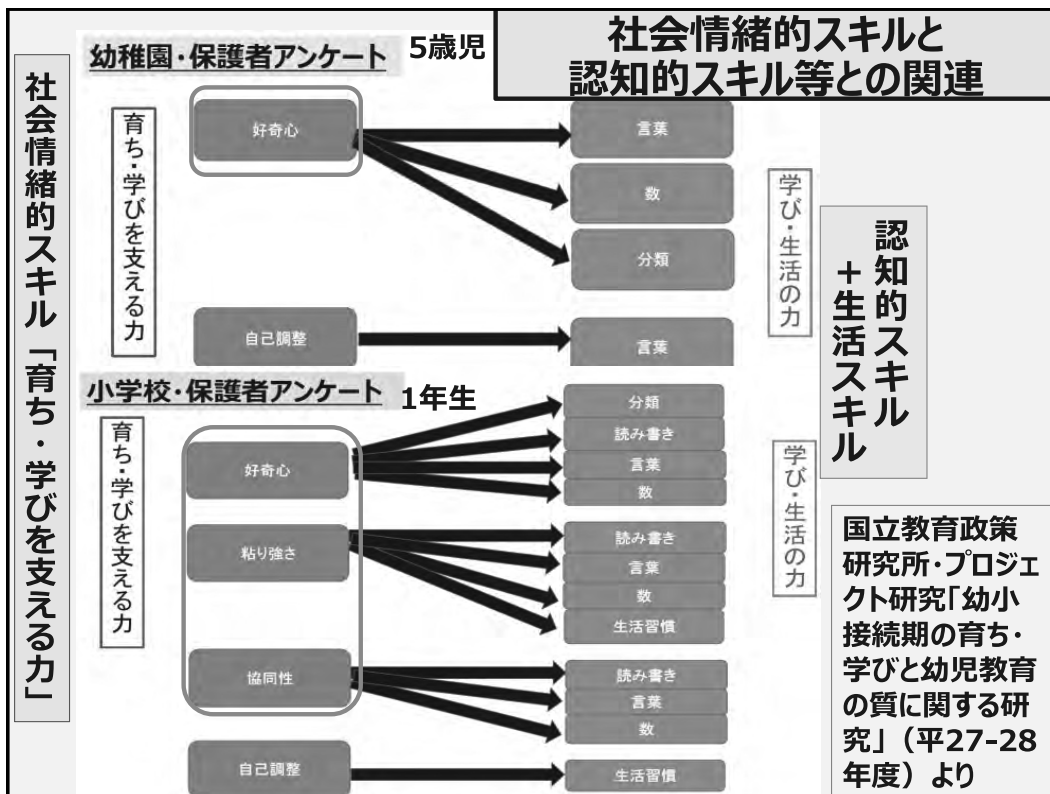 社会情緒的スキルと
認知的スキル等との関連
社会情緒的スキル「育ち・学びを支える力」
幼稚園・保護者アンケート
5歳児
育ち・学びを支える力
好奇心
言葉
数
分類
自己調整
言葉
学び・生活の力
認知的スキル
＋生活スキル
小学校・保護者アンケート
1年生
育ち・学びを支える力
好奇心
分類
読み書き
言葉
数
粘り強さ
読み書き
言葉
数
生活習慣
協同性
読み書き
言葉
数
自己調整
生活習慣
学び・生活の力
国立教育政策
研究所・プロジェ
クト研究「幼小
接続期の育ち・
学びと幼児教育
の質に関する研
究」（平27-28
年度）より